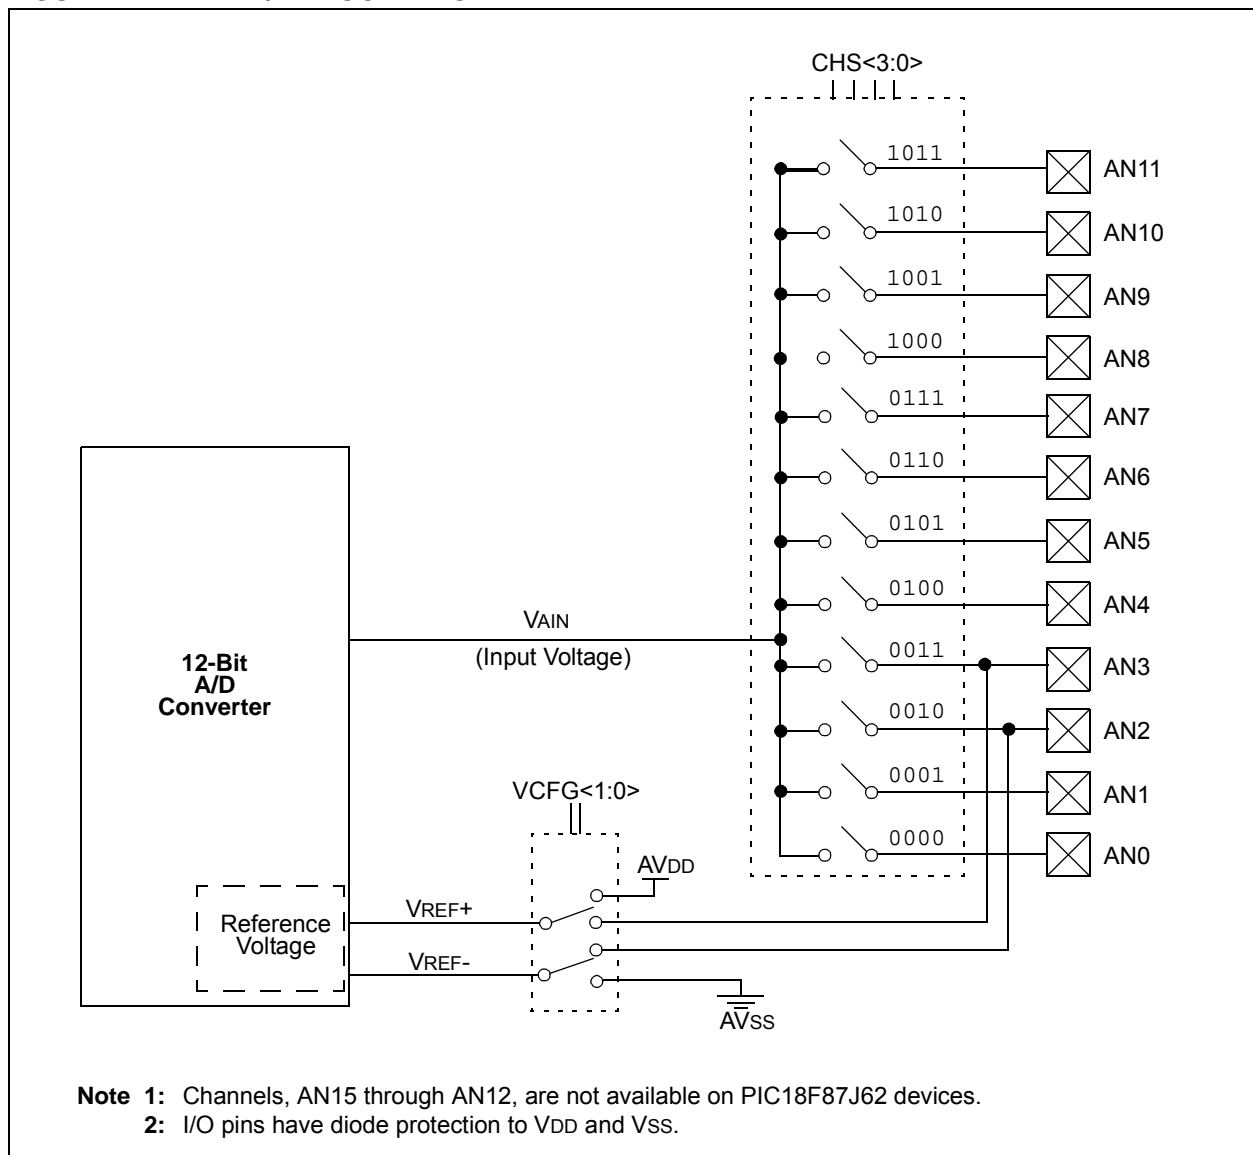 CHS<3:0>
1011 AN11
1010 AN10
1001 AN9
1000 AN8
0111 AN7
0110 AN6
0101 AN5
0100 AN4
VAIN
(Input Voltage)
12-Bit
A/D
Converter
0011 AN3
0010 AN2
0001 AN1
0000 AN0
VCFG<1:0>
AVDD
Reference
Voltage
VREF+
VREF-
AVSS
Note 1: Channels, AN15 through AN12, are not available on PIC18F87J62 devices.
2: I/O pins have diode protection to VDD and VSS.